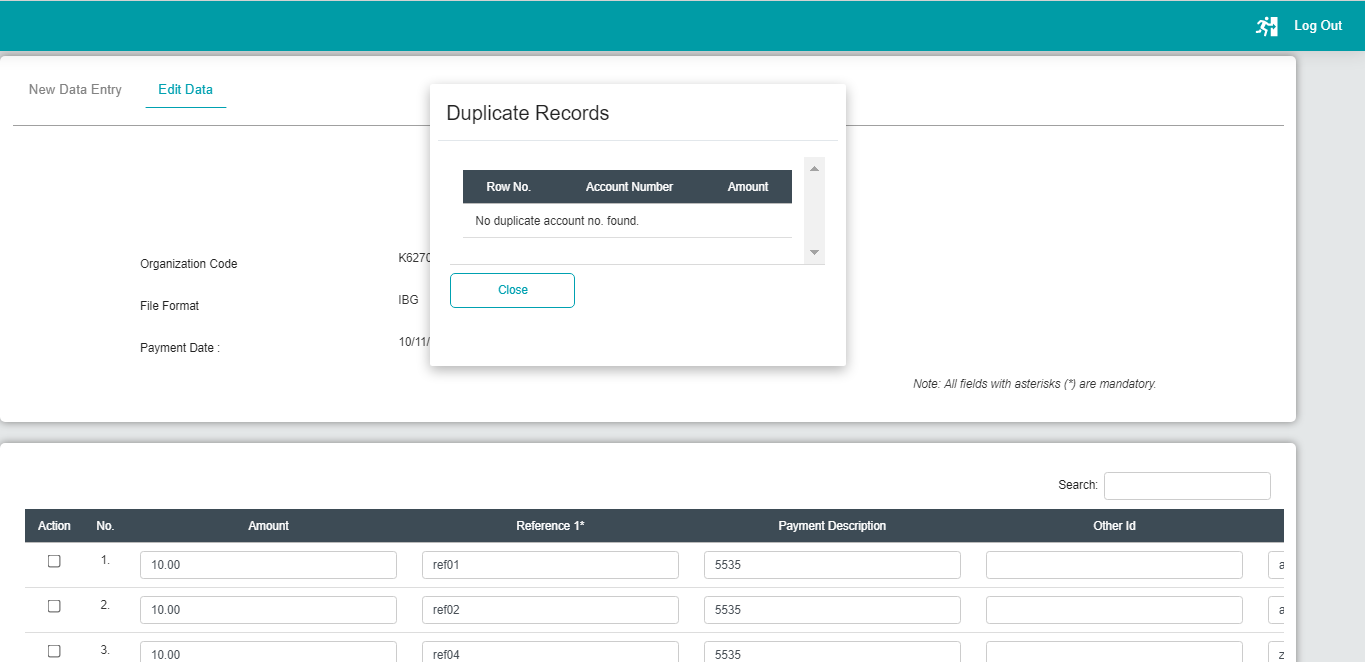 Log Out
New Data Entry Edit Data
Duplicate Records
Row No. Account Number Amount
No duplicate account no. found.
Close
Organization Code K6270
File Format IBG
Payment Date : 10/11/
Note: All fields with asterisks (*) are mandatory.
Search:
Action No. Amount Reference 1* Payment Description Other Id
1. 10.00 ref01 5535 a
2. 10.00 ref02 5535 a
3. 10.00 ref04 5535 z